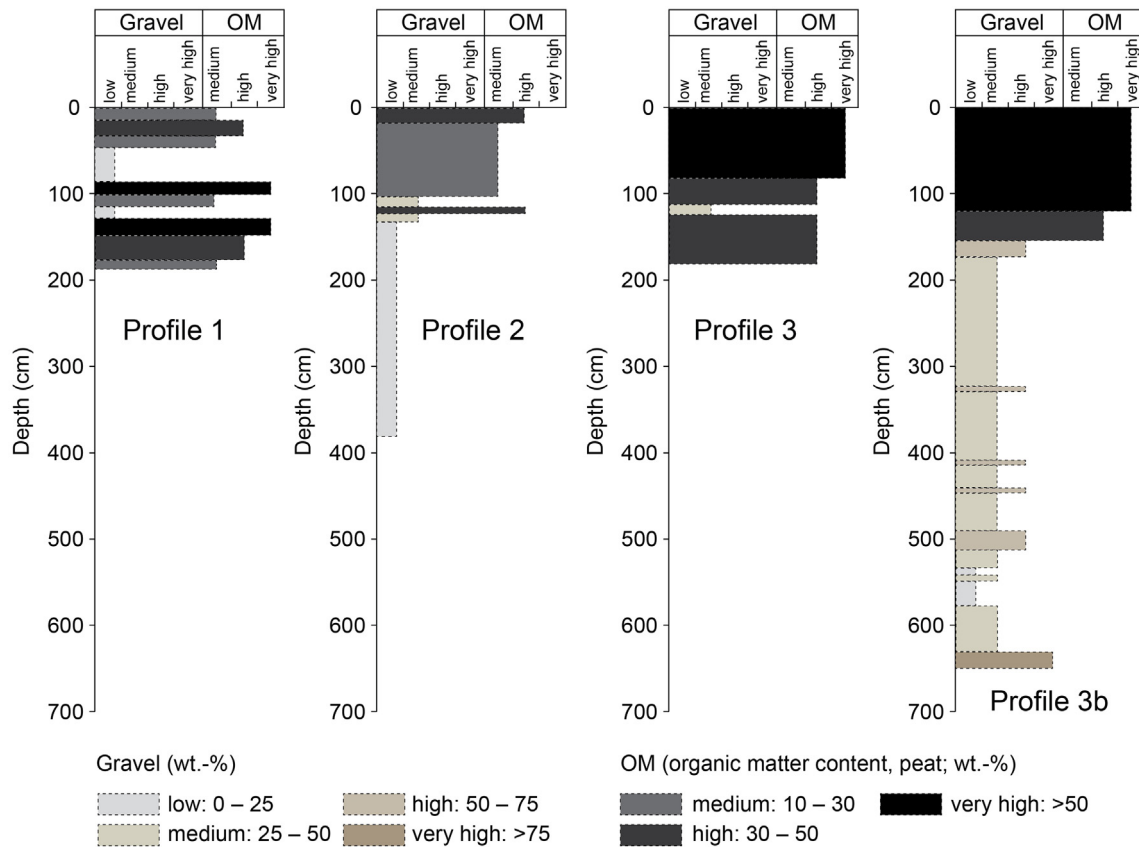 Gravel OM
low medium high very high medium high very high
Gravel OM
low medium high very high medium high very high
Gravel OM
low medium high very high medium high very high
Gravel OM
low medium high very high medium high very high
0
100
200
300
400
500
600
700
Depth (cm)
Profile 1
0
100
200
300
400
500
600
700
Depth (cm)
Profile 2
0
100
200
300
400
500
600
700
Depth (cm)
Profile 3
0
100
200
300
400
500
600
700
Depth (cm)
Profile 3b
Gravel (wt.-%)
low: 0 – 25
high: 50 – 75
medium: 25 – 50
very high: >75
OM (organic matter content, peat; wt.-%)
medium: 10 – 30
very high: >50
high: 30 – 50